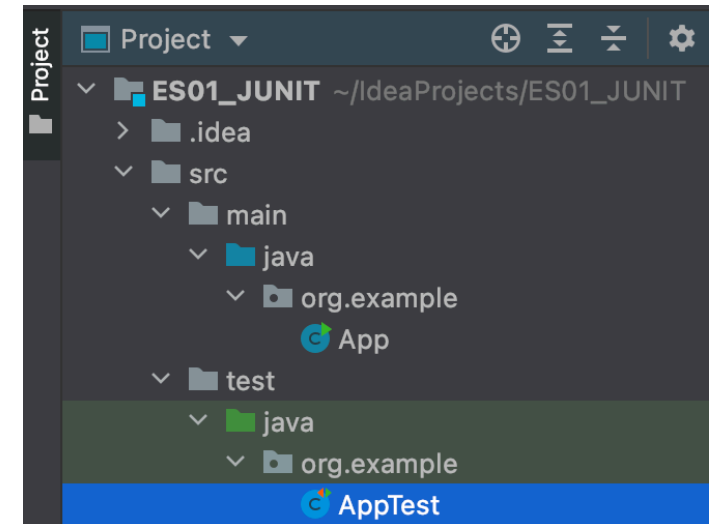 Project
Project
ES01_JUNIT ~/IdeaProjects/ES01_JUNIT
.idea
src
main
java
org.example
C App
test
java
org.example
C AppTest